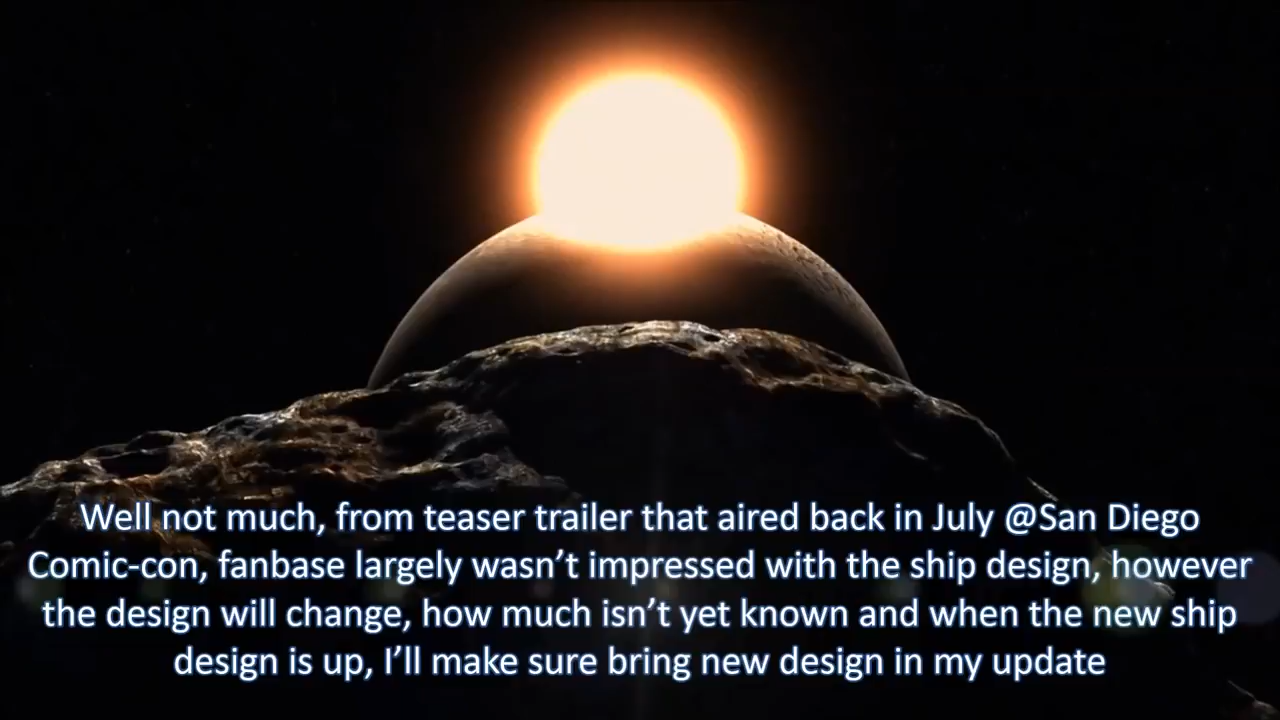 Well not much, from teaser trailer that aired back in July @San Diego
Comic-con, fanbase largely wasn’t impressed with the ship design, however
the design will change, how much isn’t yet known and when the new ship
design is up, I’ll make sure bring new design in my update